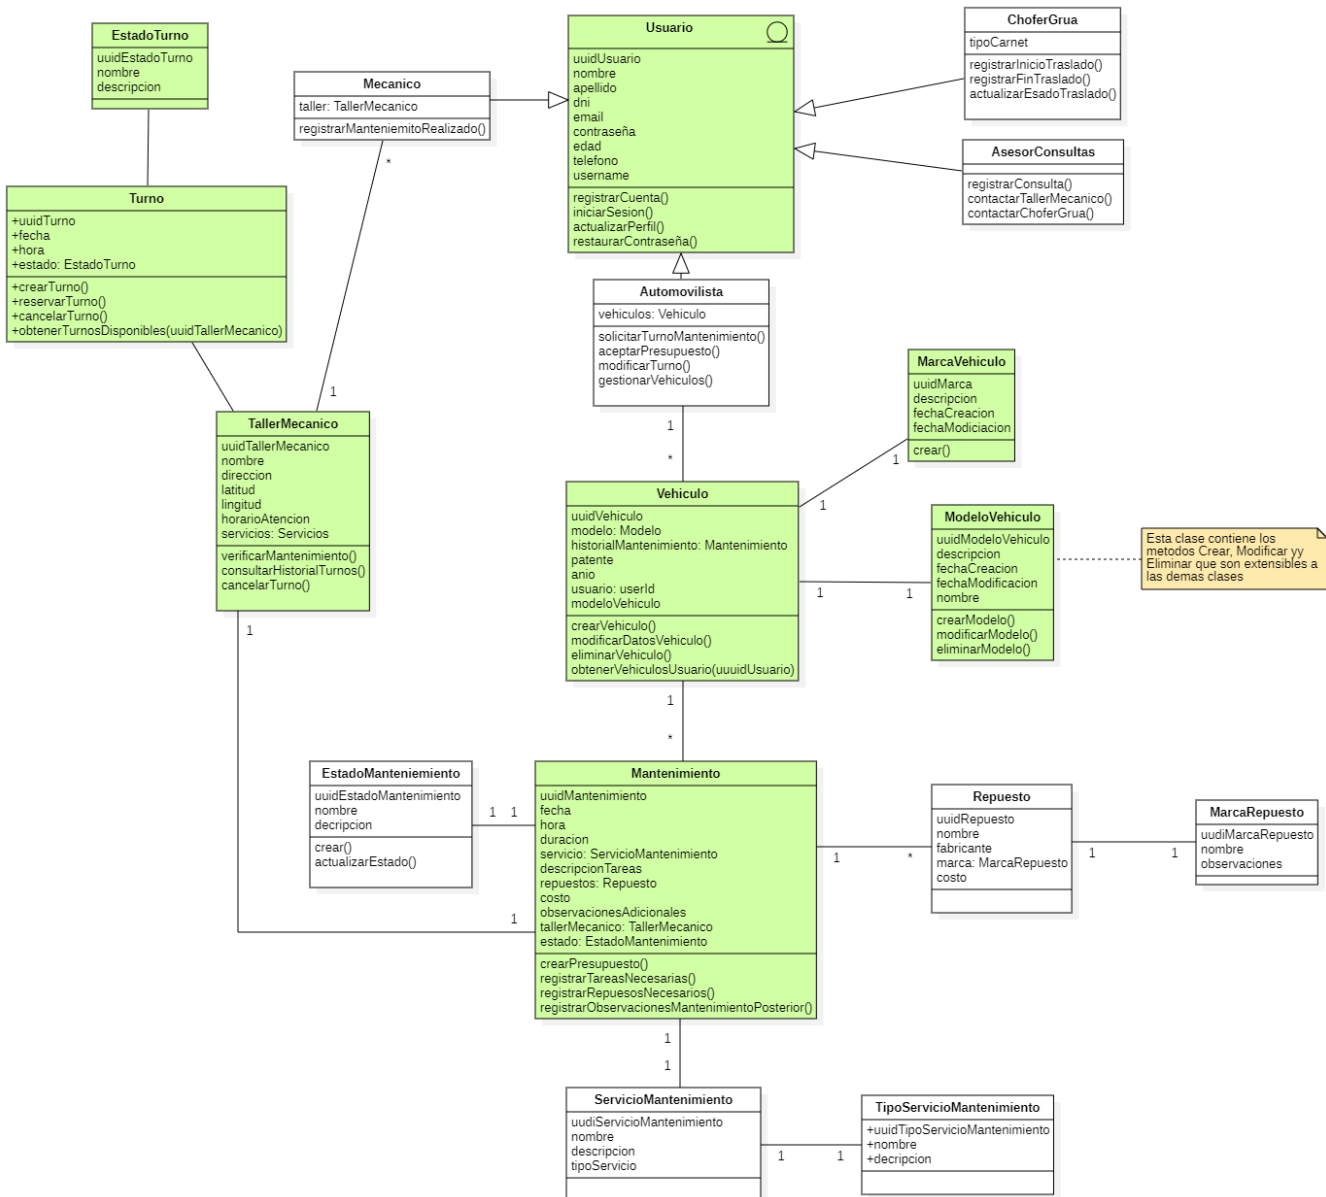 EstadoTurno
uuidEstadoTurno
nombre
descripcion
Mecanico
taller: TallerMecanico
registrarManteniemitoRealizado()
Usuario
uuidUsuario
nombre
apellido
dni
email
contraseña
edad
telefono
username
registrarCuenta()
iniciarSesion()
actualizarPerfil()
restaurarContraseña()
ChoferGrua
tipoCarnet
registrarInicioTraslado()
registrarFinTraslado()
actualizarEsadoTraslado()
AsesorConsultas
registrarConsulta()
contactarTallerMecanico()
contactarChoferGrua()
*
Turno
+uuidTurno
+fecha
+hora
+estado: EstadoTurno
+crearTurno()
+reservarTurno()
+cancelarTurno()
+obtenerTurnosDisponibles(uuidTallerMecanico)
Automovilista
vehiculos: Vehiculo
solicitarTurnoMantenimiento()
aceptarPresupuesto()
modificarTurno()
gestionarVehiculos()
1
1
*
MarcaVehiculo
uuidMarca
descripcion
fechaCreacion
fechaModiciacion
crear()
1
1
TallerMecanico
uuidTallerMecanico
nombre
direccion
latitud
lingitud
horarioAtencion
servicios: Servicios
verificarMantenimiento()
consultarHistorialTurnos()
cancelarTurno()
1
Vehiculo
uuidVehiculo
modelo: Modelo
historialMantenimiento: Mantenimiento
patente
anio
usuario: userId
modeloVehiculo
crearVehiculo()
modificarDatosVehiculo()
eliminarVehiculo()
obtenerVehiculosUsuario(uuuidUsuario)
1
1
ModeloVehiculo
uuidModeloVehiculo
descripcion
fechaCreacion
fechaModificacion
nombre
crearModelo()
modificarModelo()
eliminarModelo()
Esta clase contiene los
metodos Crear, Modificar yy
Eliminar que son extensibles a
las demas clases
1
*
EstadoManteniemiento
uuidEstadoMantenimiento
nombre
decripcion
crear()
actualizarEstado()
1
1
1
Mantenimiento
uuidMantenimiento
fecha
hora
duracion
servicio: ServicioMantenimiento
descripcionTareas
repuestos: Repuesto
costo
observacionesAdicionales
tallerMecanico: TallerMecanico
estado: EstadoMantenimiento
crearPresupuesto()
registrarTareasNecesarias()
registrarRepuesosNecesarios()
registrarObservacionesMantenimientoPosterior()
1
*
Repuesto
uuidRepuesto
nombre
fabricante
marca: MarcaRepuesto
costo
1
1
MarcaRepuesto
uudiMarcaRepuesto
nombre
observaciones
1
1
ServicioMantenimiento
uudiServicioMantenimiento
nombre
descripcion
tipoServicio
1
1
TipoServicioMantenimiento
+uuidTipoServicioMantenimiento
+nombre
+decripcion